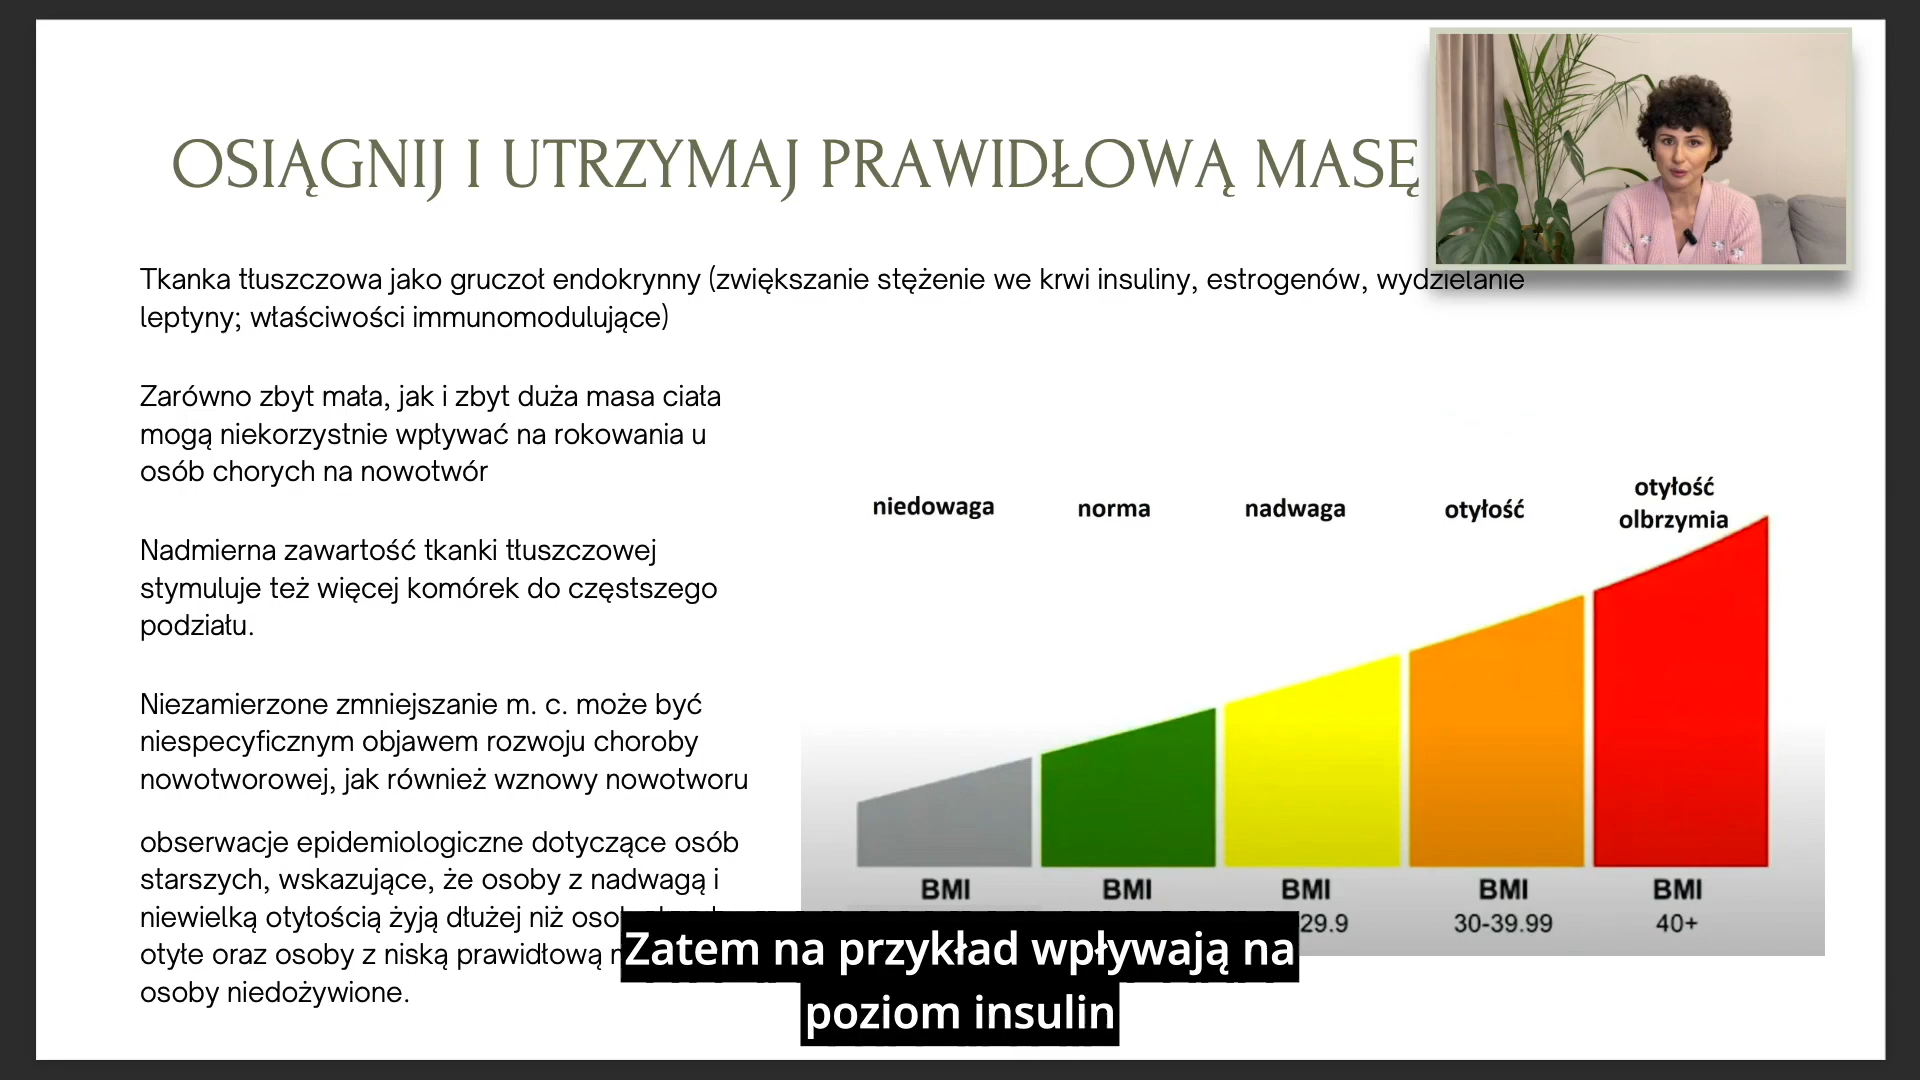 OSIĄGNIJ I UTRZYMAJ PRAWIDŁOWĄ MASĘ
Tkanka tłuszczowa jako gruczoł endokrynny (zwiększanie stężenie we krwi insuliny, estrogenów, wydzielanie
leptyny; właściwości immunomodulujące)
Zarówno zbyt mała, jak i zbyt duża masa ciała
mogą niekorzystnie wpływać na rokowania u
osób chorych na nowotwór
Nadmierna zawartość tkanki tłuszczowej
stymuluje też więcej komórek do częstszego
podziału.
Niezamierzone zmniejszanie m. c. może być
niespecyficznym objawem rozwoju choroby
nowotworowej, jak również wznowy nowotworu
obserwacje epidemiologiczne dotyczące osób
starszych, wskazujące, że osoby z nadwagą i
niewielką otyłością żyją dłużej niż
otyłe oraz osoby z niską prawidłową
osoby niedożywione.
niedowaga norma nadwaga otyłość otyłość
olbrzymia
BMI BMI BMI BMI BMI
29.9 30-39.99 40+
Zatem na przykład wpływają na
poziom insulin